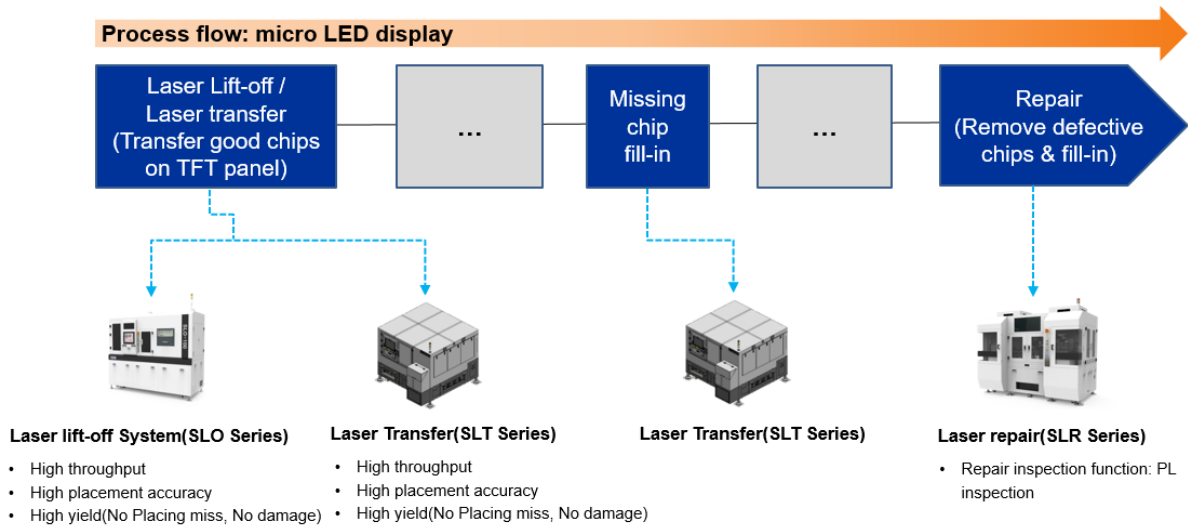 Process flow: micro LED display
Laser Lift-off /
Laser transfer
(Transfer good chips
on TFT panel)
...
Missing
chip
fill-in
...
Repair
(Remove defective
chips & fill-in)
SLO-100
Laser lift-off System(SLO Series)
• High throughput
• High placement accuracy
• High yield(No Placing miss, No damage)
Laser Transfer(SLT Series)
• High throughput
• High placement accuracy
• High yield(No Placing miss, No damage)
Laser Transfer(SLT Series)
Laser repair(SLR Series)
• Repair inspection function: PL
inspection